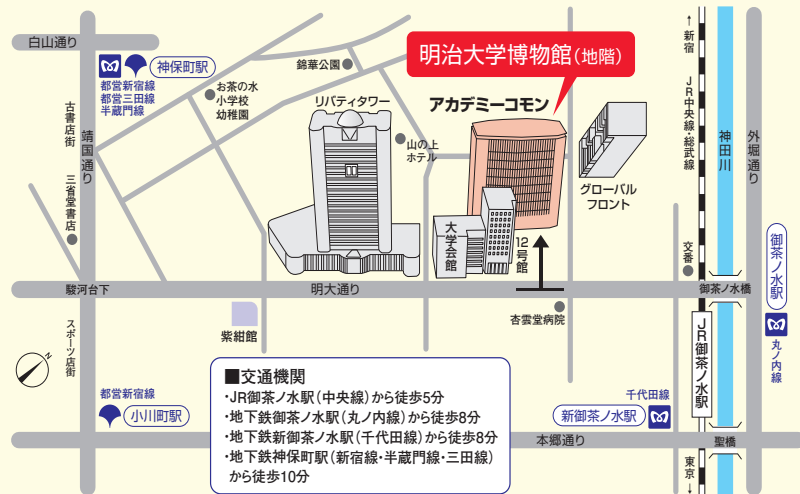 白山通り
神保町駅
都営新宿線
都営三田線
半蔵門線
古書店街
靖国通り
三省堂書店
お茶の水
小学校
幼稚園
錦華公園
リバティタワー
山の上
ホテル
明治大学博物館(地階)
アカデミーコモン
グローバル
フロント
大学会館
12号館
↑新宿
JR中央線・総武線
神田川
外堀通り
交番
御茶ノ水駅
丸ノ内線
駿河台下
明大通り
御茶ノ水橋
杏雲堂病院
紫紺館
スポーツ店街
N
JR御茶ノ水駅
都営新宿線
小川町駅
■交通機関
・JR御茶ノ水駅(中央線)から徒歩5分
・地下鉄御茶ノ水駅(丸ノ内線)から徒歩8分
・地下鉄新御茶ノ水駅(千代田線)から徒歩8分
・地下鉄神保町駅(新宿線・半蔵門線・三田線)
から徒歩10分
千代田線
新御茶ノ水駅
本郷通り
聖橋
東京↓